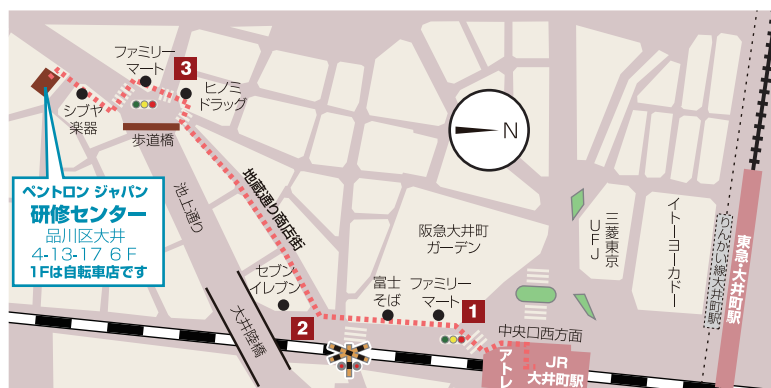 ファミリー
マート
3
ヒノミ
ドラッグ
シブヤ
楽器
歩道橋
N
ベントロン ジャパン
研修センター
品川区大井
4-13-17 6F
1Fは自転車店です
池上通り
地蔵通り商店街
阪急大井町
ガーデン
三菱東京
UFJ
イトーヨーカドー
りんかい線大井町駅
東急・大井町駅
セブン
イレブン
大井陸橋
2
富士
そば
ファミリー
マート
1
中央口西方面
アトレ
JR
大井町駅